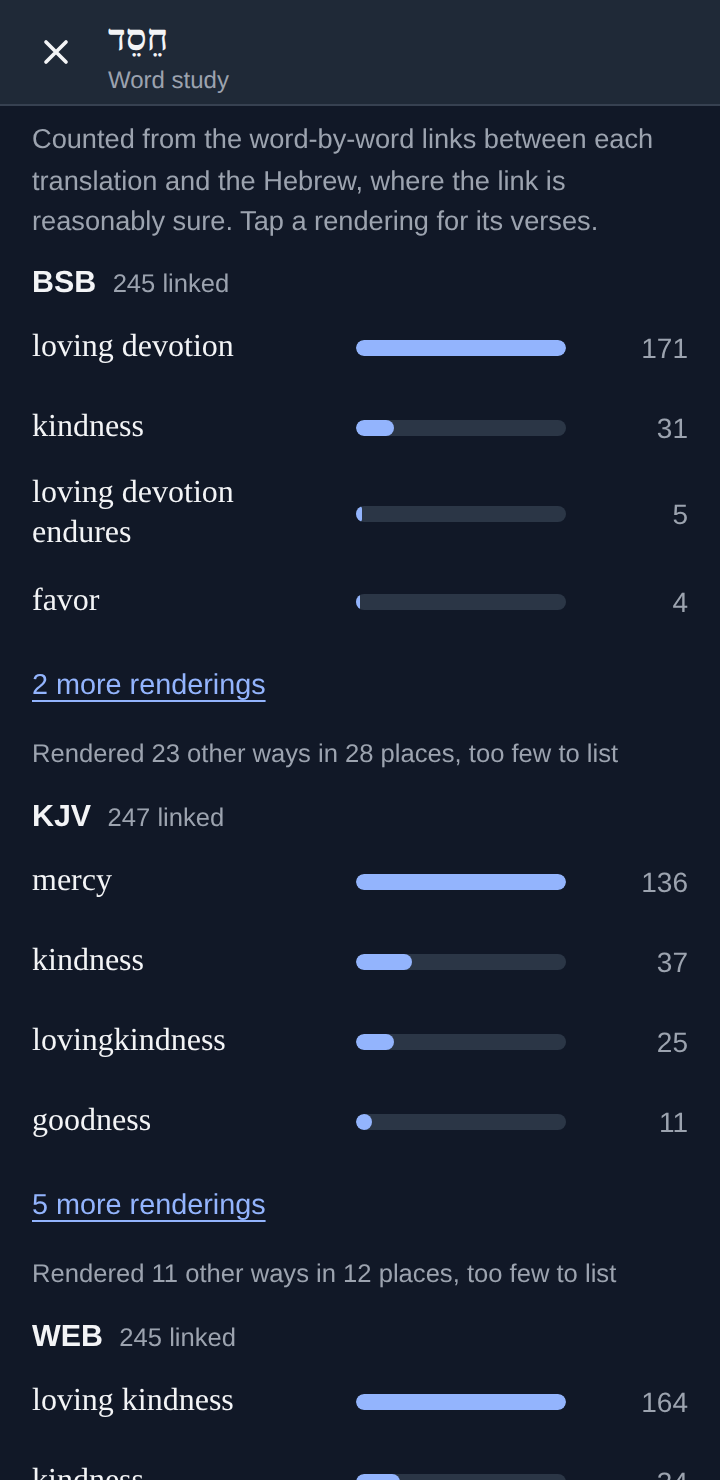 חֵסֵד
Word study
Counted from the word-by-word links between each
translation and the Hebrew, where the link is
reasonably sure. Tap a rendering for its verses.
BSB 245 linked
loving devotion 171
kindness 31
loving devotion
endures 5
favor 4
2 more renderings
Rendered 23 other ways in 28 places, too few to list
KJV 247 linked
mercy 136
kindness 37
lovingkindness 25
goodness 11
5 more renderings
Rendered 11 other ways in 12 places, too few to list
WEB 245 linked
loving kindness 164
kindness